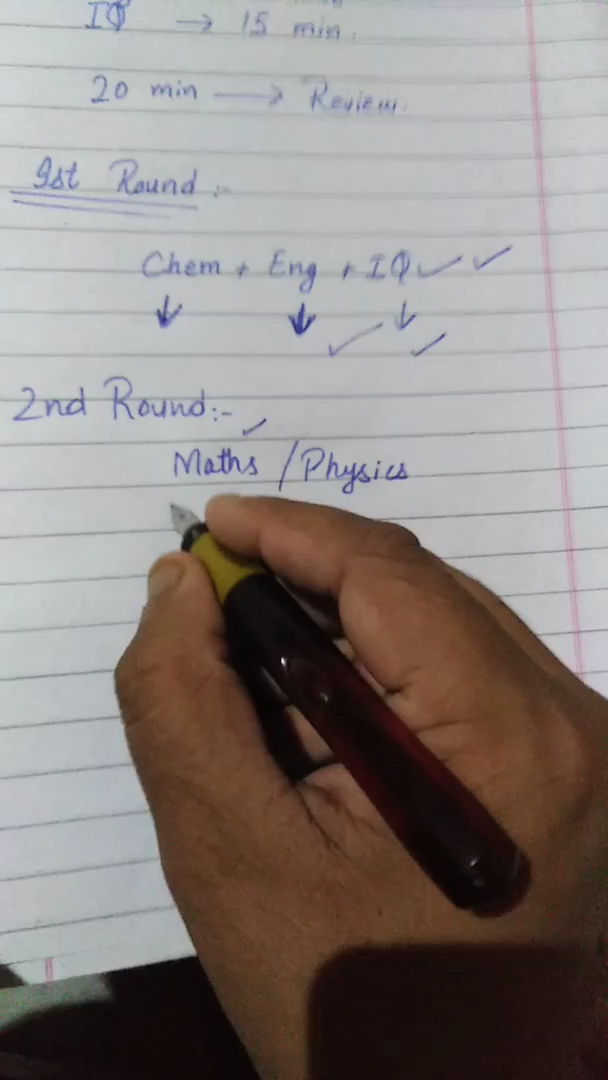 IQ → 15 min.
20 min → Review.
1st Round :-
Chem + Eng + IQ ✓ ✓
↓ ↓ ↓
✓ ✓
2nd Round:-
✓
Maths / Physics